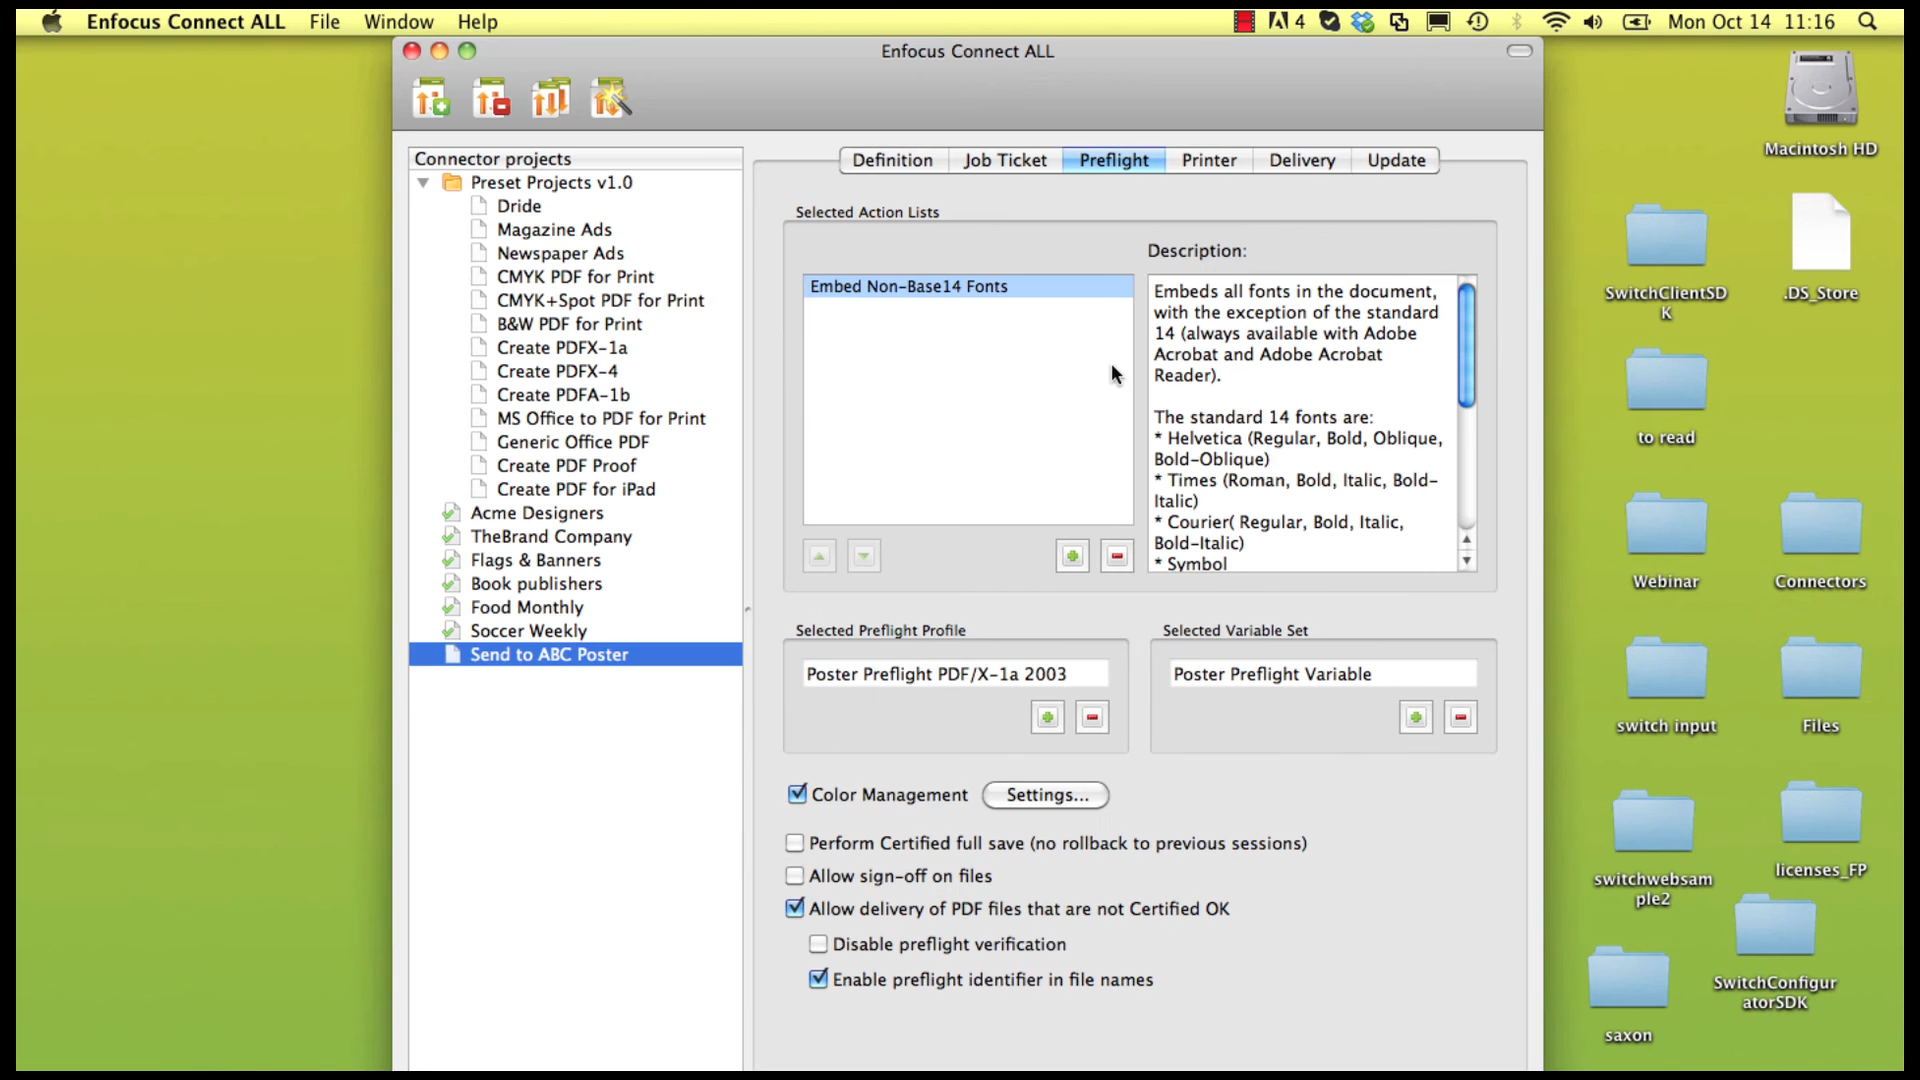 Enfocus Connect ALL File Window Help 4 Mon Oct 14 11:16
Enfocus Connect ALL
Connector projects
Preset Projects v1.0
Dride
Magazine Ads
Newspaper Ads
CMYK PDF for Print
CMYK+Spot PDF for Print
B&W PDF for Print
Create PDFX-1a
Create PDFX-4
Create PDFA-1b
MS Office to PDF for Print
Generic Office PDF
Create PDF Proof
Create PDF for iPad
Acme Designers
TheBrand Company
Flags & Banners
Book publishers
Food Monthly
Soccer Weekly
Send to ABC Poster
Definition Job Ticket Preflight Printer Delivery Update
Selected Action Lists
Embed Non-Base14 Fonts
Description:
Embeds all fonts in the document,
with the exception of the standard
14 (always available with Adobe
Acrobat and Adobe Acrobat
Reader).
The standard 14 fonts are:
* Helvetica (Regular, Bold, Oblique,
Bold-Oblique)
* Times (Roman, Bold, Italic, Bold-
Italic)
* Courier( Regular, Bold, Italic,
Bold-Italic)
* Symbol
Selected Preflight Profile
Poster Preflight PDF/X-1a 2003
Selected Variable Set
Poster Preflight Variable
Color Management Settings...
Perform Certified full save (no rollback to previous sessions)
Allow sign-off on files
Allow delivery of PDF files that are not Certified OK
Disable preflight verification
Enable preflight identifier in file names
Macintosh HD
SwitchClientSD
K
.DS_Store
to read
Webinar
Connectors
switch input
Files
switchwebsam
ple2
licenses_FP
SwitchConfigur
atorSDK
saxon